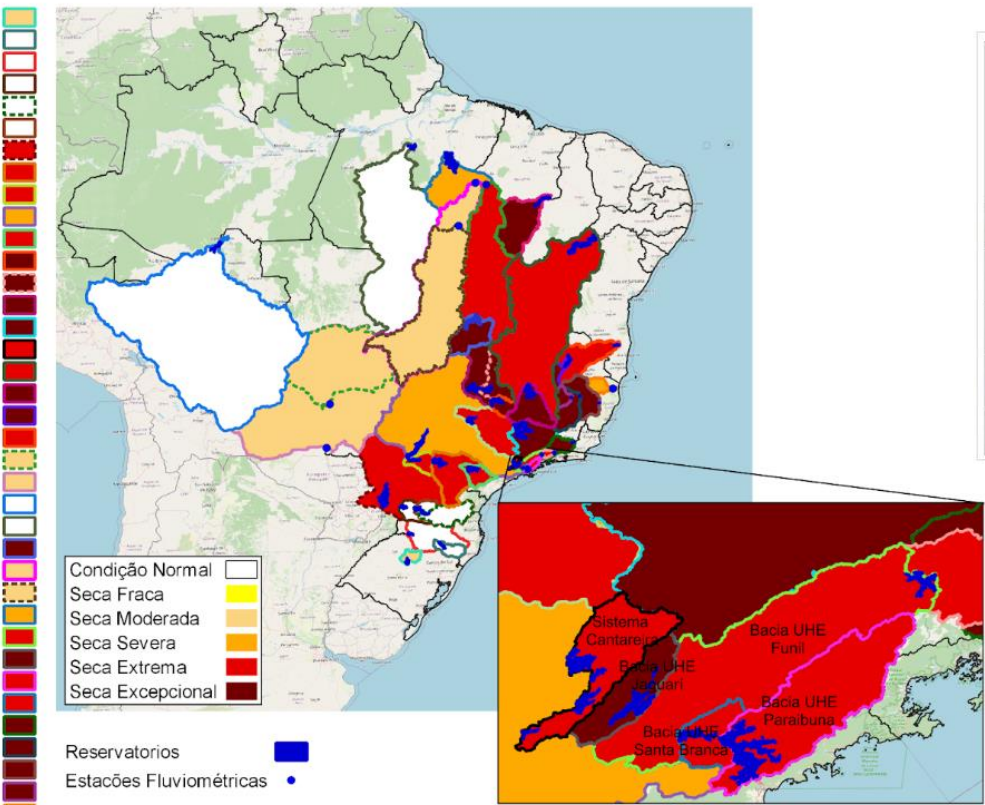 Condição Normal
Seca Fraca
Seca Moderada
Seca Severa
Seca Extrema
Seca Excepcional
Reservatorios
Estacões Fluviométricas
Sistema
Cantareira
Bacia UHE
Jaguari
Bacia UHE
Funil
Bacia UHE
Paraibuna
Bacia UHE
Santa Branca